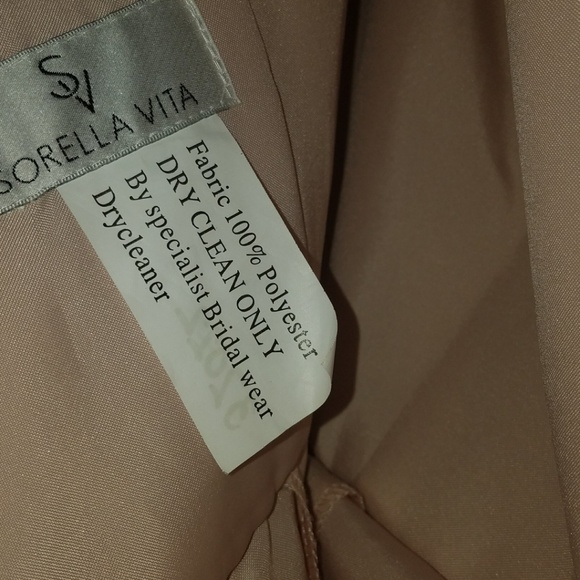 SV
SORELLA VITA
Fabric 100% Polyester
DRY CLEAN ONLY
By specialist Bridal wear
Drycleaner